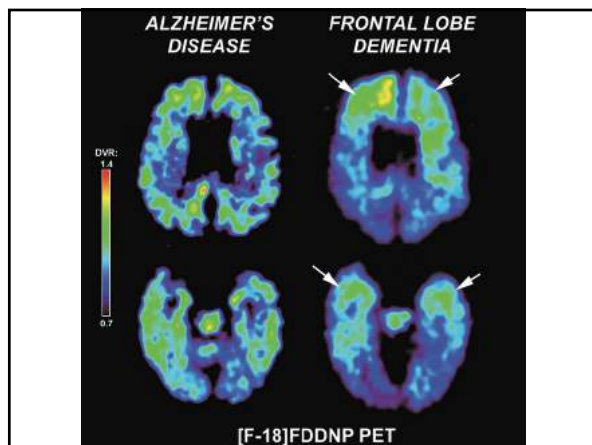 ALZHEIMER'S
DISEASE
FRONTAL LOBE
DEMENTIA
DVR:
1.4
0.7
[F-18]FDDNP PET